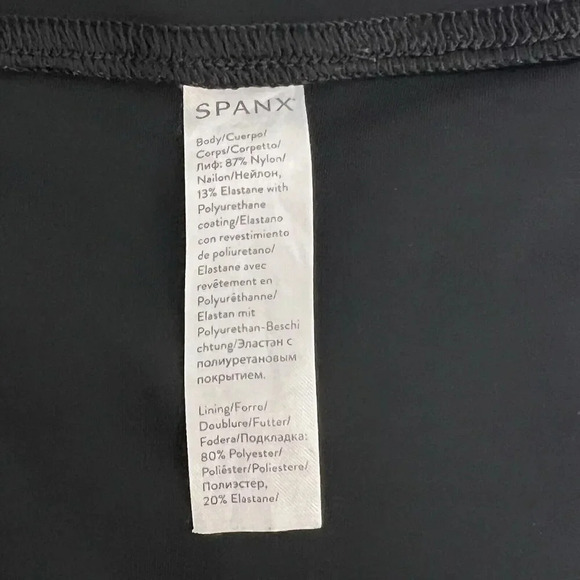 SPANX®
Body/Cuerpo/
Corps/Corpetto/
Лиф: 87% Nylon/
Nailon/Нейлон,
13% Elastane with
Polyurethane
coating/Elastano
con revestimiento
de poliuretano/
Elastane avec
revêtement en
Polyuréthanne/
Elastan mit
Polyurethan-Beschi
chtung/Эластан с
полиуретановым
покрытием.
Lining/Forro/
Doublure/Futter/
Fodera/Подкладка:
80% Polyester/
Poliéster/Poliestere/
Полиэстер,
20% Elastane/